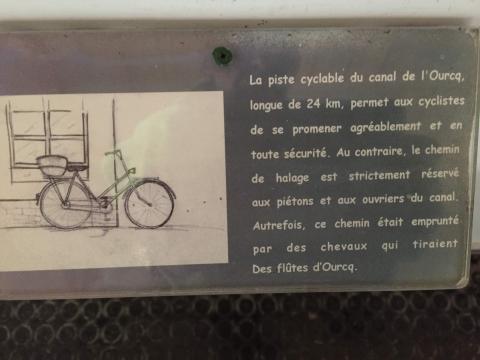 La piste cyclable du canal de l'Ourcq,
longue de 24 km, permet aux cyclistes
de se promener agréablement et en
toute sécurité. Au contraire, le chemin
de halage est strictement réservé
aux piétons et aux ouvriers du canal.
Autrefois, ce chemin était emprunté
par des chevaux qui tiraient
Des flûtes d'Ourcq.